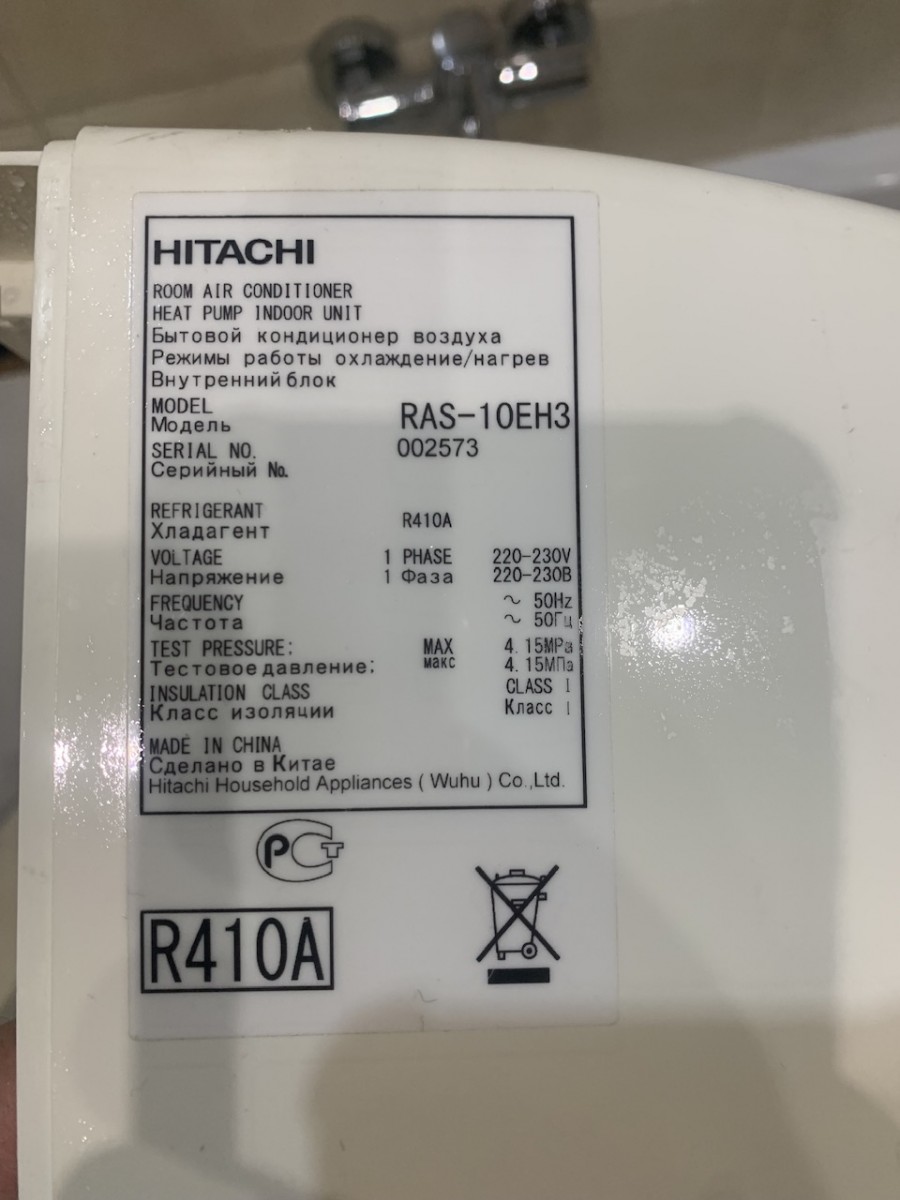 HITACHI
ROOM AIR CONDITIONER
HEAT PUMP INDOOR UNIT
Бытовой кондиционер воздуха
Режимы работы охлаждение/нагрев
Внутренний блок
MODEL
Модель RAS-10EH3
SERIAL NO. 002573
Серийный №.
REFRIGERANT
Хладагент R410A
VOLTAGE 1 PHASE 220-230V
Напряжение 1 Фаза 220-230В
FREQUENCY ~ 50Hz
Частота ~ 50Гц
TEST PRESSURE: MAX 4.15MPa
Тестовое давление: макс 4.15МПа
INSULATION CLASS CLASS I
Класс изоляции Класс I
MADE IN CHINA
Сделано в Китае
Hitachi Household Appliances ( Wuhu ) Co.,Ltd.
РСТ
R410A